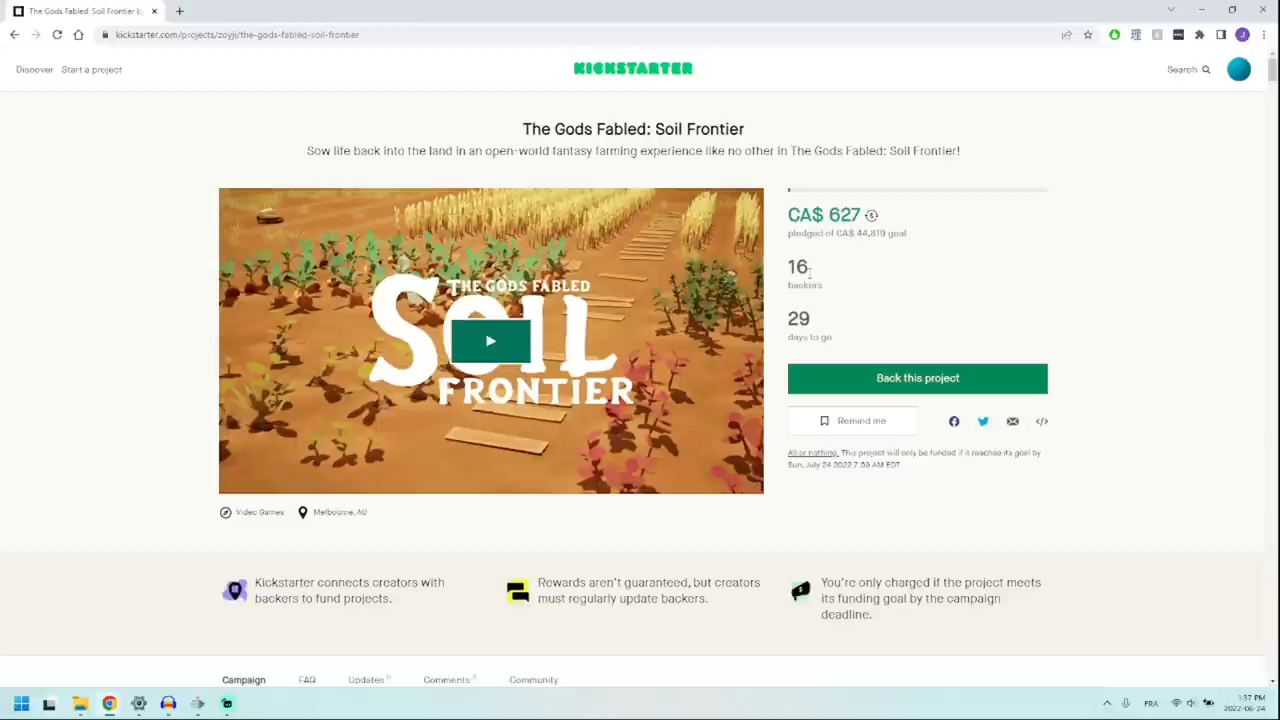 The Gods Fabled: Soil Frontier b
kickstarter.com/projects/zoyji/the-gods-fabled-soil-frontier
Discover Start a project KICKSTARTER Search
The Gods Fabled: Soil Frontier
Sow life back into the land in an open-world fantasy farming experience like no other in The Gods Fabled: Soil Frontier!
THE GODS FABLED
SOIL
FRONTIER
CA$ 627
pledged of CA$ 44,819 goal
16
backers
29
days to go
Back this project
Remind me
All or nothing. This project will only be funded if it reaches its goal by
Sun, July 24 2022 7:59 AM EDT.
Video Games Melbourne, AU
Kickstarter connects creators with
backers to fund projects.
Rewards aren't guaranteed, but creators
must regularly update backers.
You're only charged if the project meets
its funding goal by the campaign
deadline.
Campaign FAQ Updates 0 Comments 0 Community
FRA
1:37 PM
2022-06-24